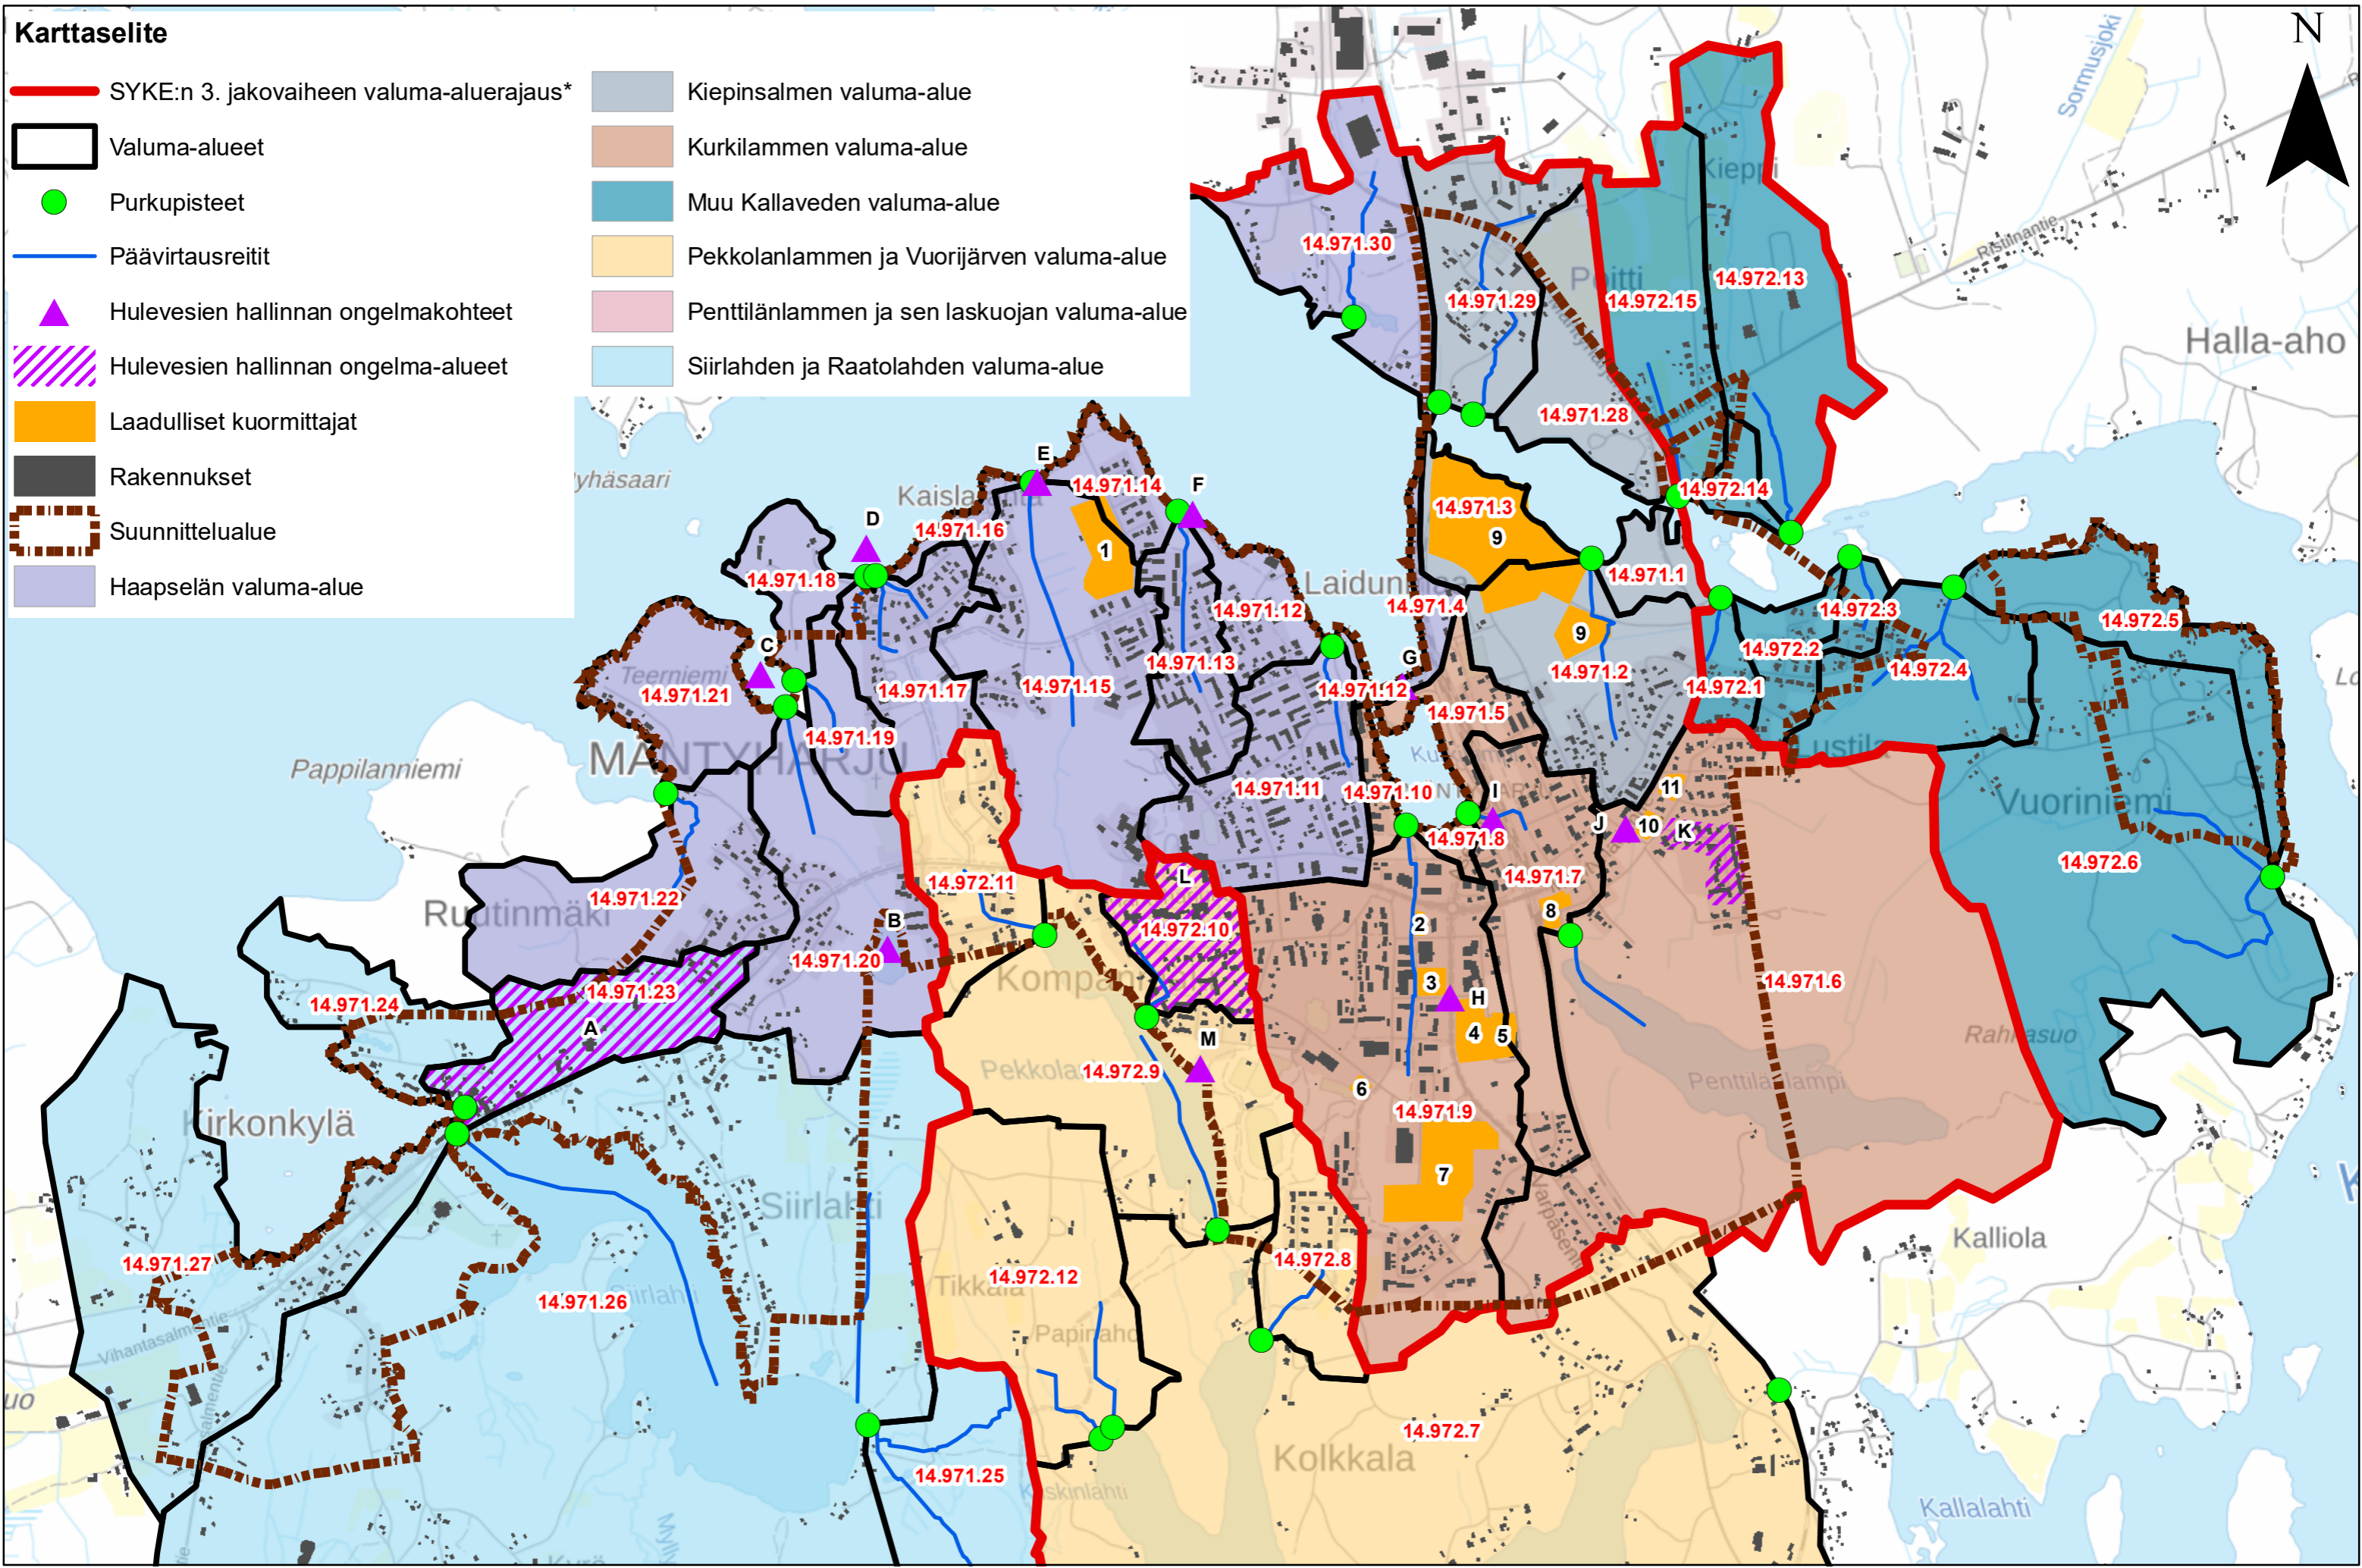 Karttaselite
SYKE:n 3. jakovaiheen valuma-aluerajaus*
Valuma-alueet
Purkupisteet
Päävirtausreitit
Hulevesien hallinnan ongelmakohteet
Hulevesien hallinnan ongelma-alueet
Laadulliset kuormittajat
Rakennukset
Suunnittelualue
Haapselän valuma-alue
Kiepinsalmen valuma-alue
Kurkilammen valuma-alue
Muu Kallaveden valuma-alue
Pekkolanlammen ja Vuorijärven valuma-alue
Penttilänlammen ja sen laskuojan valuma-alue
Siirlahden ja Raatolahden valuma-alue
N
Sormusjoki
Kieppi
Ristiinantie
14.971.30
14.972.13
Poitti
14.971.29
14.972.15
Halla-aho
14.971.28
E
14.971.14
F
14.972.14
yhäsaari
14.971.3
9
D
14.971.16
1
14.971.18
14.971.1
14.971.12
14.971.4
14.972.3
14.972.5
9
C
14.972.2
Teerniemi
14.971.21
14.971.13
G
14.971.2
14.972.4
14.971.17
14.971.15
14.971.12
14.972.1
14.971.5
14.971.19
MÄNTYHARJU
Pappilanniemi
Lustila
14.971.11
14.971.10
I
11
Vuoriniemi
J
10
K
14.971.8
14.972.6
14.971.7
L
14.972.11
14.971.22
Ruutinmäki
8
B
2
14.972.10
14.971.20
14.971.6
3
14.971.23
H
14.971.24
A
4
5
M
14.972.9
Penttilänlampi
6
14.971.9
Kirkonkylä
7
Siirlahti
Kalliola
14.971.27
14.972.8
14.972.12
Tikkala
14.971.26
Siirlahti
Vihantasalmentie
Papinaho
uo
14.972.7
Kolkkala
14.971.25
Kallalahti